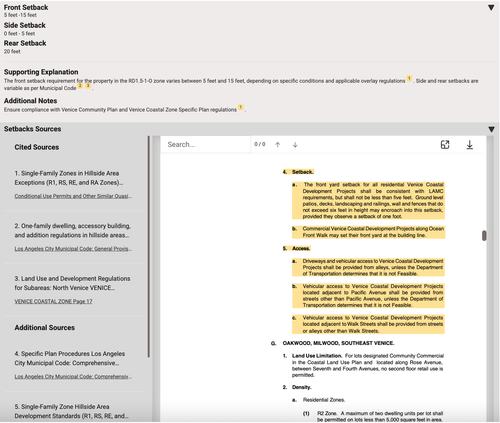 Front Setback
5 feet -15 feet
Side Setback
0 feet - 5 feet
Rear Setback
20 feet
Supporting Explanation
The front setback requirement for the property in the RD1.5-1-O zone varies between 5 feet and 15 feet, depending on specific conditions and applicable overlay regulations 1 . Side and rear setbacks are
variable as per Municipal Code 2 3 .
Additional Notes
Ensure compliance with Venice Community Plan and Venice Coastal Zone Specific Plan regulations 1 .
Setbacks Sources
Cited Sources
1. Single-Family Zones in Hillside Area
Exceptions (R1, RS, RE, and RA Zones)...
Conditional Use Permits and Other Similar Quasi...
2. One-family dwelling, accessory building,
and addition regulations in hillside areas...
Los Angeles City Municipal Code: General Provis...
3. Land Use and Development Regulations
for Subareas: North Venice VENICE...
VENICE COASTAL ZONE Page 17
Additional Sources
4. Specific Plan Procedures Los Angeles
City Municipal Code: Comprehensive...
Los Angeles City Municipal Code: Comprehensiv...
5. Single-Family Zone Hillside Area
Development Standards (R1, RS, RE, and...
Search...
0 / 0
4. Setback.
a. The front yard setback for all residential Venice Coastal
Development Projects shall be consistent with LAMC
requirements, but shall not be less than five feet. Ground level
patios, decks, landscaping and railings, wall and fences that do
not exceed six feet in height may encroach into this setback,
provided they observe a setback of one foot.
b. Commercial Venice Coastal Development Projects along Ocean
Front Walk may set their front yard at the building line.
5. Access.
a. Driveways and vehicular access to Venice Coastal Development
Projects shall be provided from alleys, unless the Department
of Transportation determines that it is not Feasible.
b. Vehicular access to Venice Coastal Development Projects
located adjacent to Pacific Avenue shall be provided from
streets other than Pacific Avenue, unless the Department of
Transportation determines that it is not Feasible.
c. Vehicular access to Venice Coastal Development Projects
located adjacent to Walk Streets shall be provided from streets
or alleys other than Walk Streets.
G. OAKWOOD, MILWOOD, SOUTHEAST VENICE.
1. Land Use Limitation. For lots designated Community Commercial
in the Coastal Land Use Plan and located along Rose Avenue,
between Seventh and Fourth Avenues, no second floor retail use is
permitted.
2. Density.
a. Residential Zones.
(1) R2 Zone. A maximum of two dwelling units per lot shall
be permitted on lots less than 5,000 square feet in area.